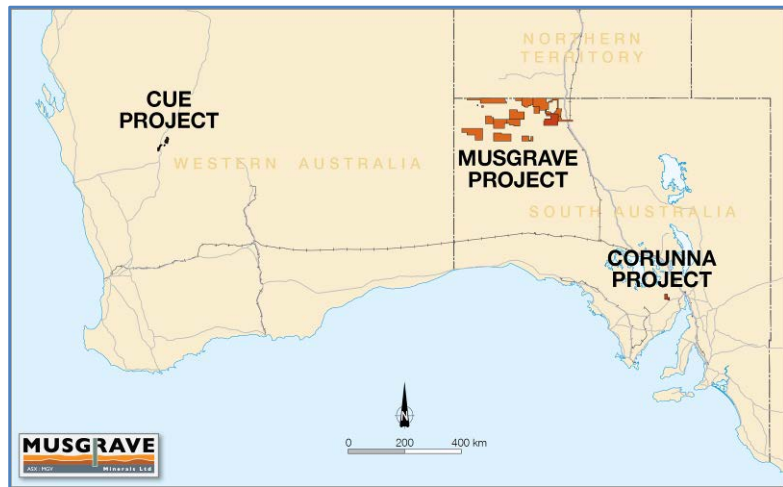 NORTHERN
TERRITORY
CUE
PROJECT
WESTERN AUSTRALIA
MUSGRAVE
PROJECT
SOUTH AUSTRALIA
CORUNNA
PROJECT
N
0 200 400 km
MUSGRAVE
ASX: MGV Minerals Ltd